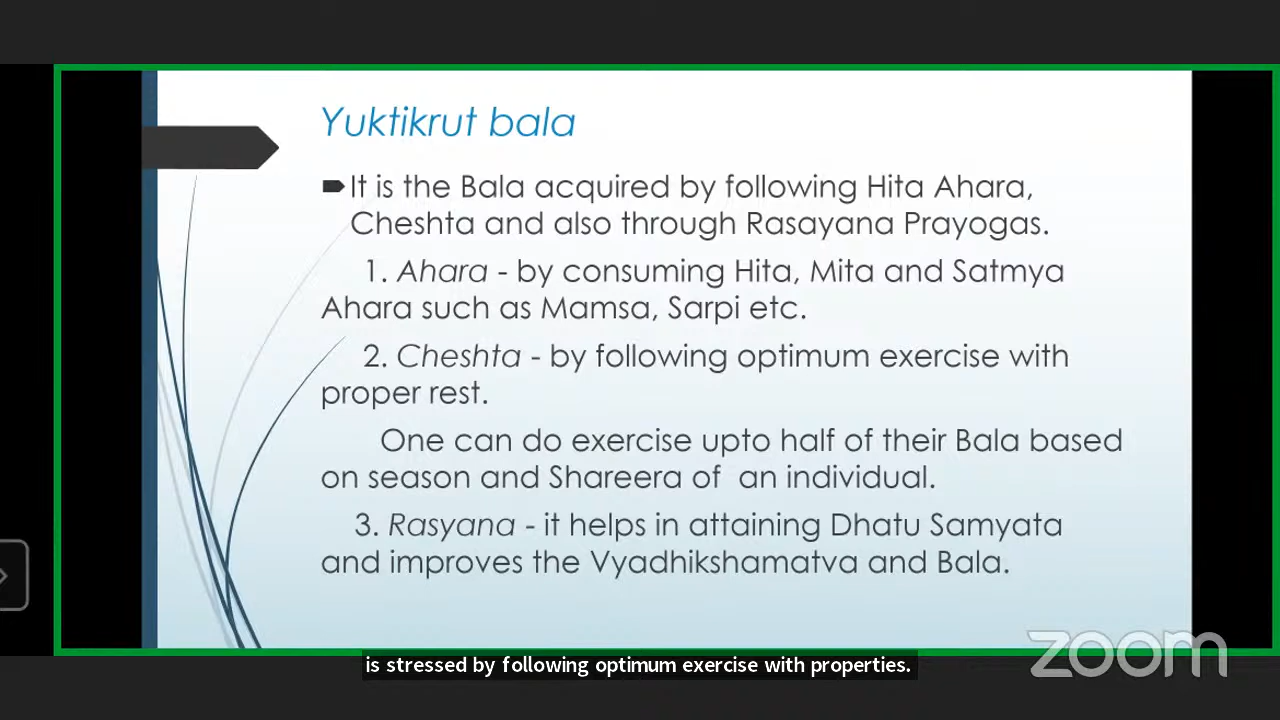 Yuktikrut bala
It is the Bala acquired by following Hita Ahara,
Cheshta and also through Rasayana Prayogas.
1. Ahara - by consuming Hita, Mita and Satmya
Ahara such as Mamsa, Sarpi etc.
2. Cheshta - by following optimum exercise with
proper rest.
One can do exercise upto half of their Bala based
on season and Shareera of an individual.
3. Rasyana - it helps in attaining Dhatu Samyata
and improves the Vyadhikshamatva and Bala.
zoom
is stressed by following optimum exercise with properties.